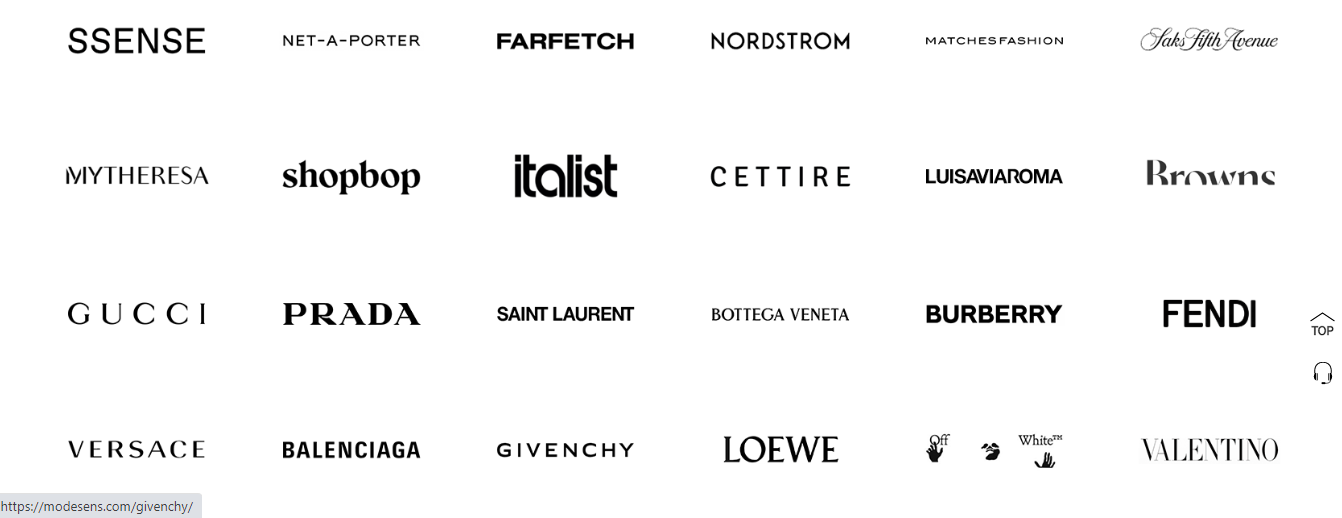 SSENSE NET-A-PORTER FARFETCH NORDSTROM MATCHESFASHION Saks Fifth Avenue
MYTHERESA shopbop italist CETTIRE LUISAVIAROMA Browns
GUCCI PRADA SAINT LAURENT BOTTEGA VENETA BURBERRY FENDI
TOP
VERSACE BALENCIAGA GIVENCHY LOEWE Off White™ VALENTINO
https://modesens.com/givenchy/